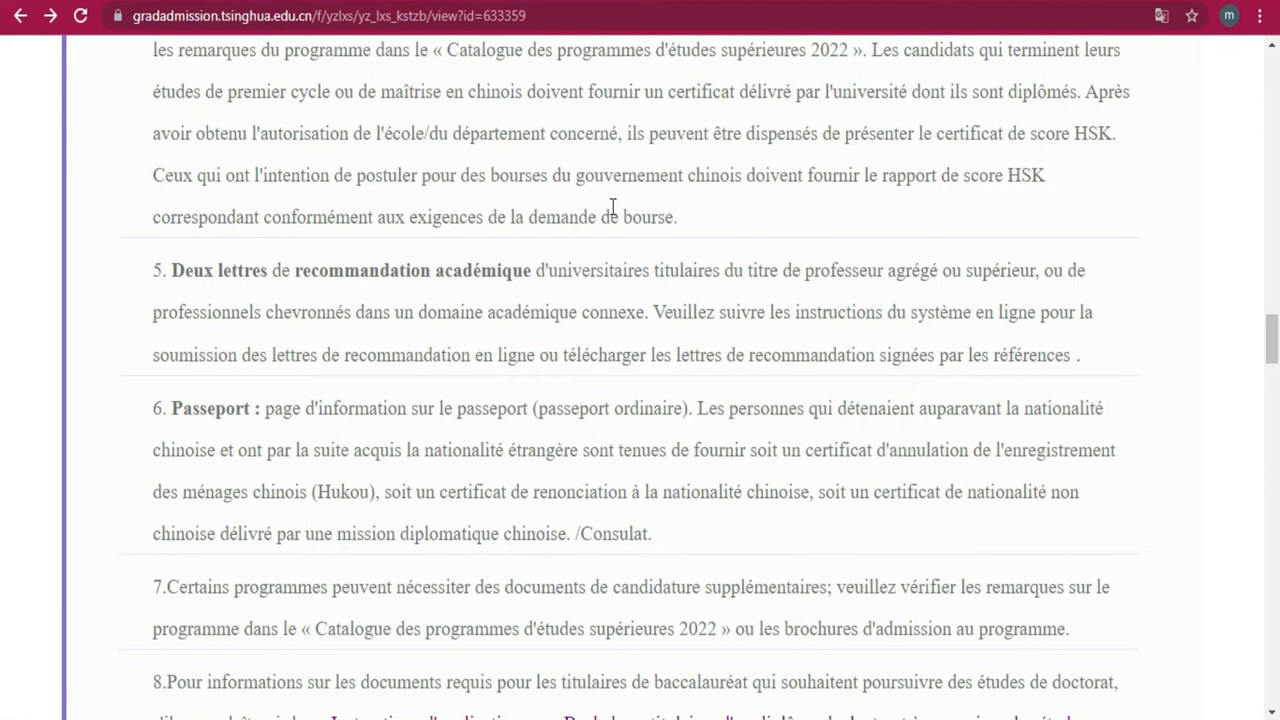 gradadmission.tsinghua.edu.cn/f/yzlxs/yz_lxs_kstzb/view?id=633359
m
les remarques du programme dans le « Catalogue des programmes d'études supérieures 2022 ». Les candidats qui terminent leurs
études de premier cycle ou de maîtrise en chinois doivent fournir un certificat délivré par l'université dont ils sont diplômés. Après
avoir obtenu l'autorisation de l'école/du département concerné, ils peuvent être dispensés de présenter le certificat de score HSK.
Ceux qui ont l'intention de postuler pour des bourses du gouvernement chinois doivent fournir le rapport de score HSK
correspondant conformément aux exigences de la demande de bourse.
5. Deux lettres de recommandation académique d'universitaires titulaires du titre de professeur agrégé ou supérieur, ou de
professionnels chevronnés dans un domaine académique connexe. Veuillez suivre les instructions du système en ligne pour la
soumission des lettres de recommandation en ligne ou télécharger les lettres de recommandation signées par les références .
6. Passeport : page d'information sur le passeport (passeport ordinaire). Les personnes qui détenaient auparavant la nationalité
chinoise et ont par la suite acquis la nationalité étrangère sont tenues de fournir soit un certificat d'annulation de l'enregistrement
des ménages chinois (Hukou), soit un certificat de renonciation à la nationalité chinoise, soit un certificat de nationalité non
chinoise délivré par une mission diplomatique chinoise. /Consulat.
7.Certains programmes peuvent nécessiter des documents de candidature supplémentaires; veuillez vérifier les remarques sur le
programme dans le « Catalogue des programmes d'études supérieures 2022 » ou les brochures d'admission au programme.
8.Pour informations sur les documents requis pour les titulaires de baccalauréat qui souhaitent poursuivre des études de doctorat,